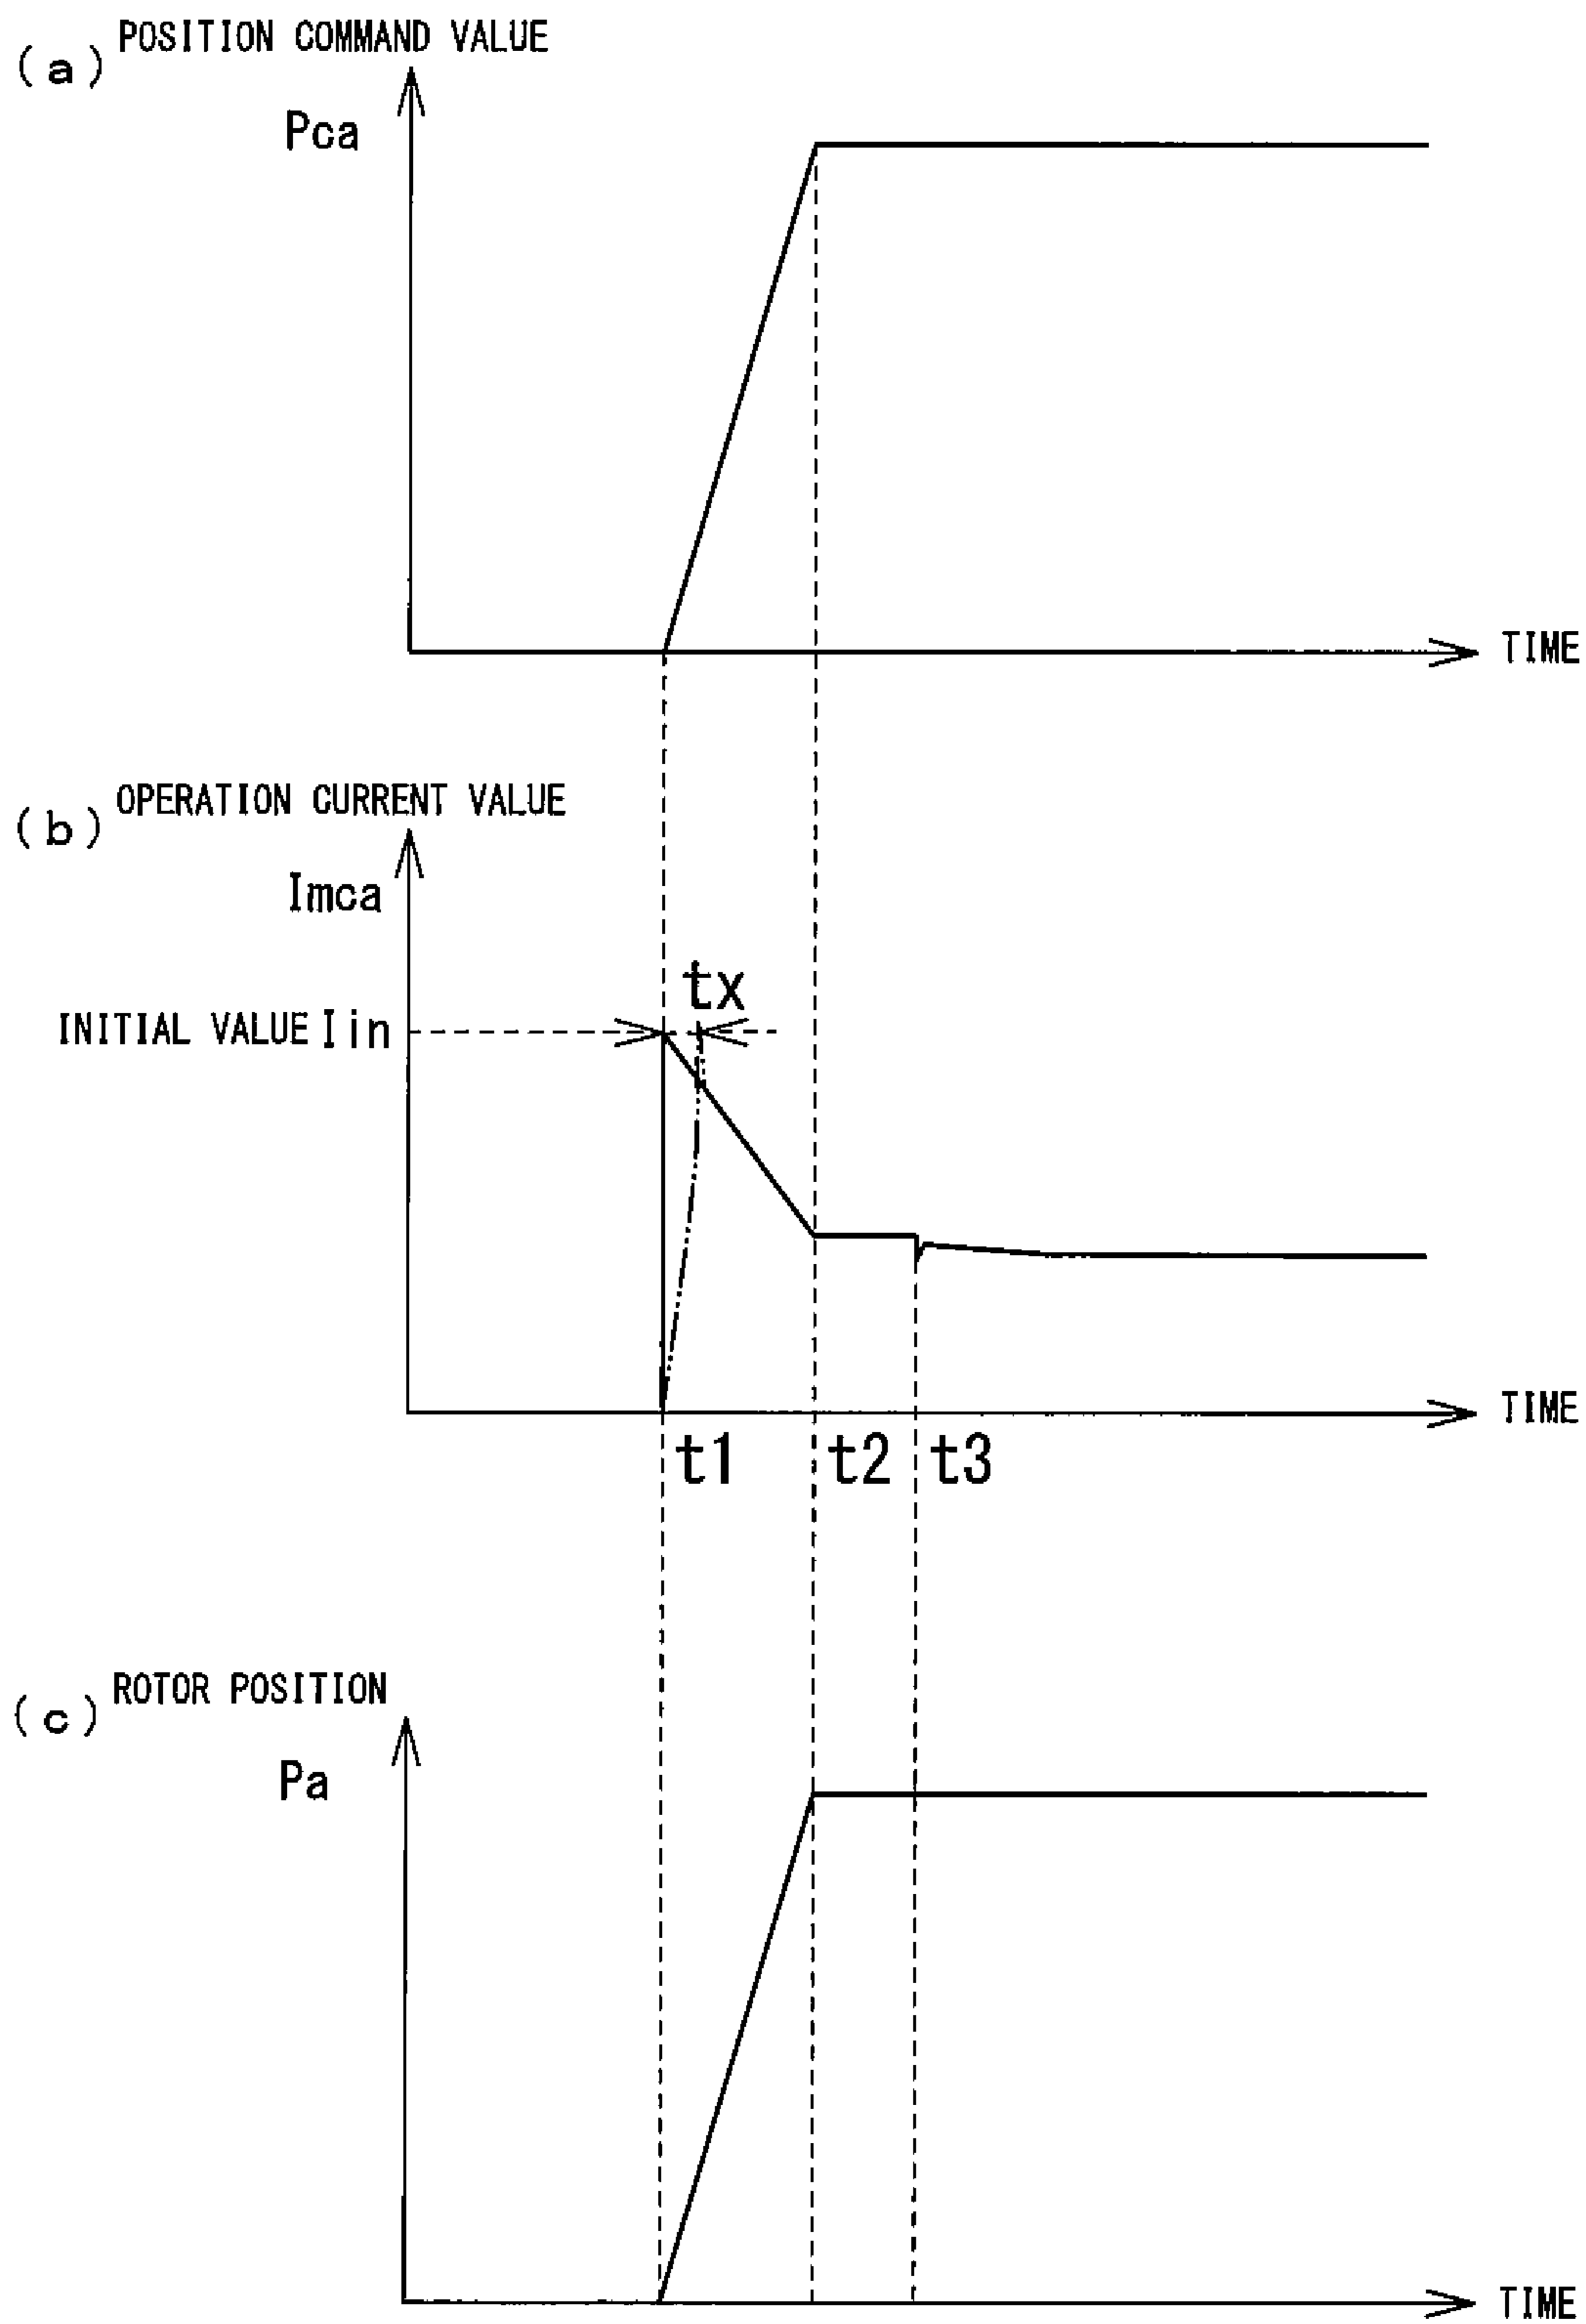 (a) POSITION COMMAND VALUE
Pca
TIME
(b) OPERATION CURRENT VALUE
Imca
tx
INITIAL VALUE Iin
TIME
t1 t2 t3
(c) ROTOR POSITION
Pa
TIME